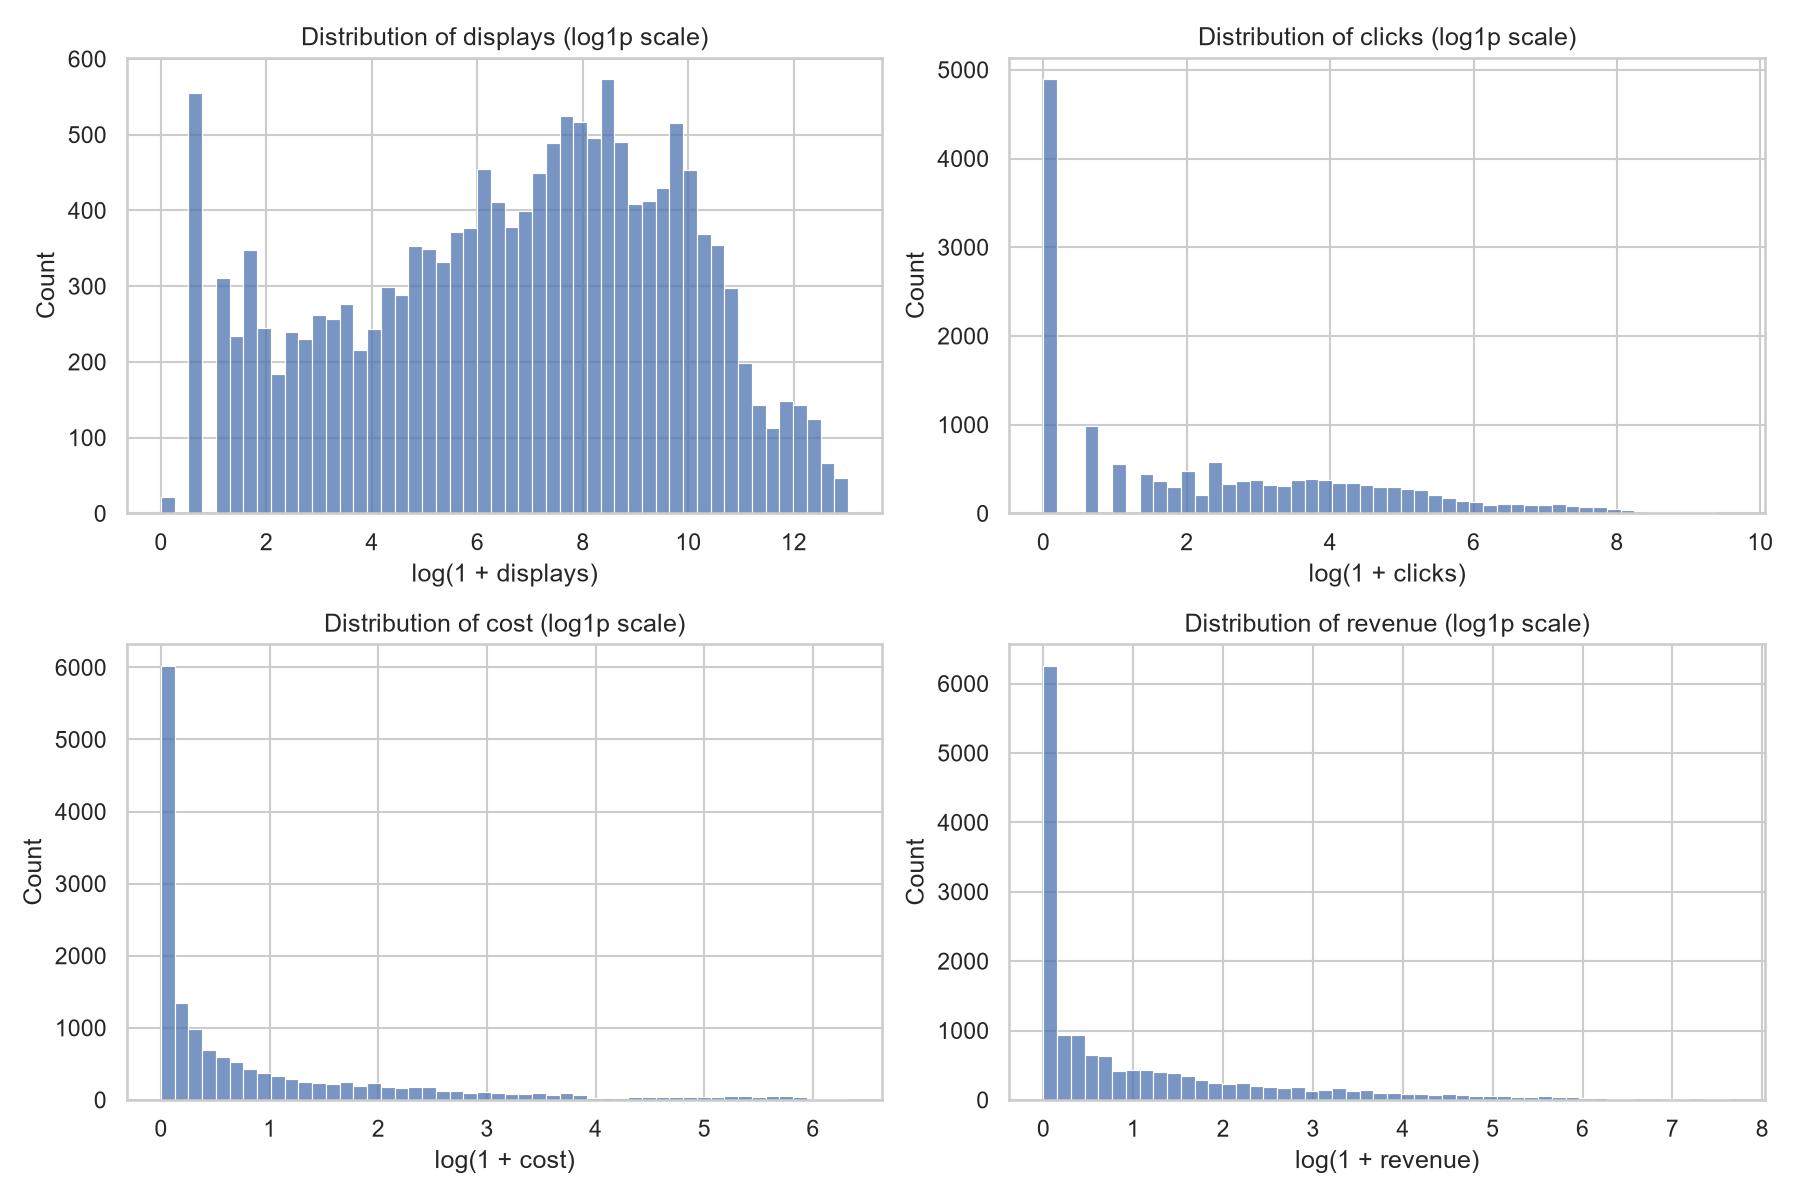 Distribution of displays (log1p scale)
600
500
400
300
200
100
0
Count
0 2 4 6 8 10 12
log(1 + displays)
Distribution of clicks (log1p scale)
5000
4000
3000
2000
1000
0
Count
0 2 4 6 8 10
log(1 + clicks)
Distribution of cost (log1p scale)
6000
5000
4000
3000
2000
1000
0
Count
0 1 2 3 4 5 6
log(1 + cost)
Distribution of revenue (log1p scale)
6000
5000
4000
3000
2000
1000
0
Count
0 1 2 3 4 5 6 7 8
log(1 + revenue)